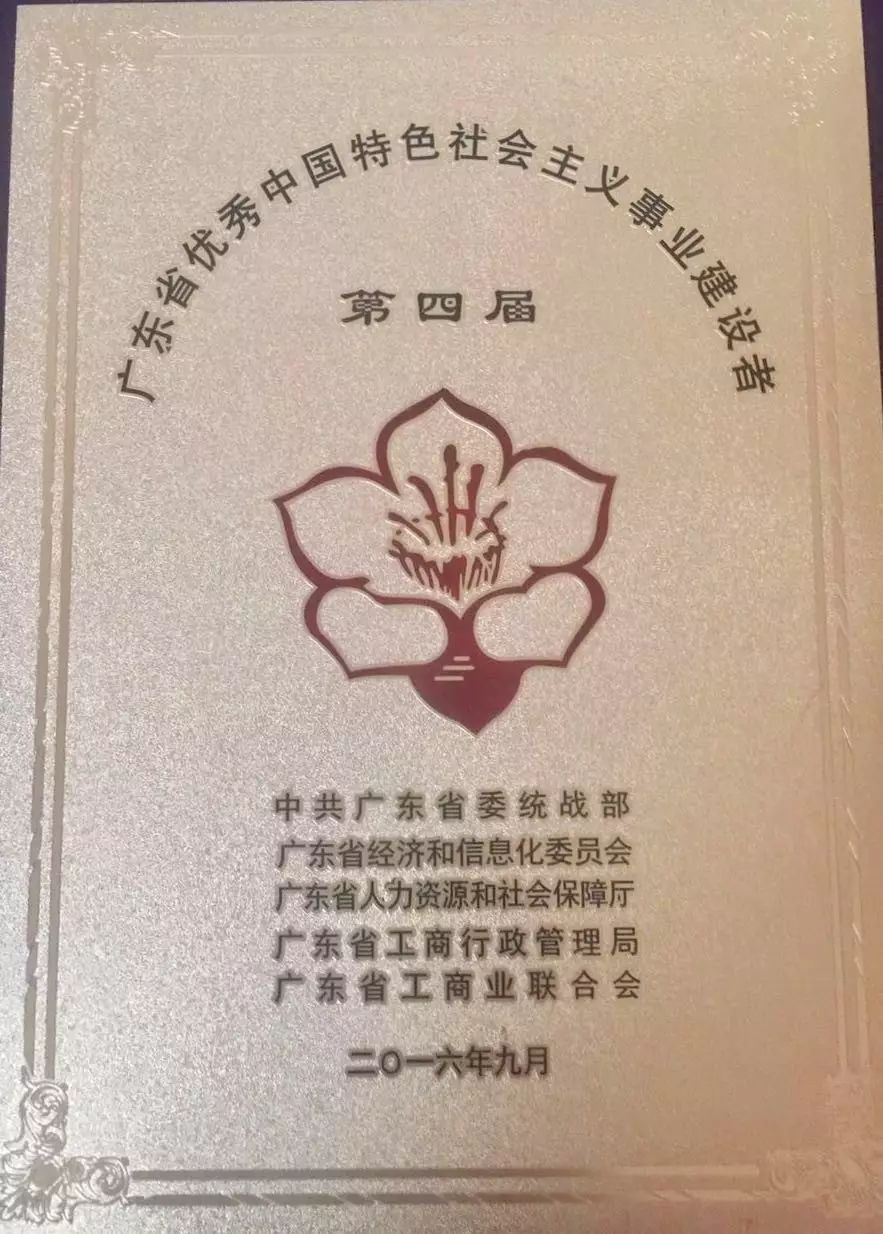 广东省优秀中国特色社会主义事业建设者
第四届
中共广东省委统战部
广东省经济和信息化委员会
广东省人力资源和社会保障厅
广东省工商行政管理局
广东省工商业联合会
二〇一六年九月